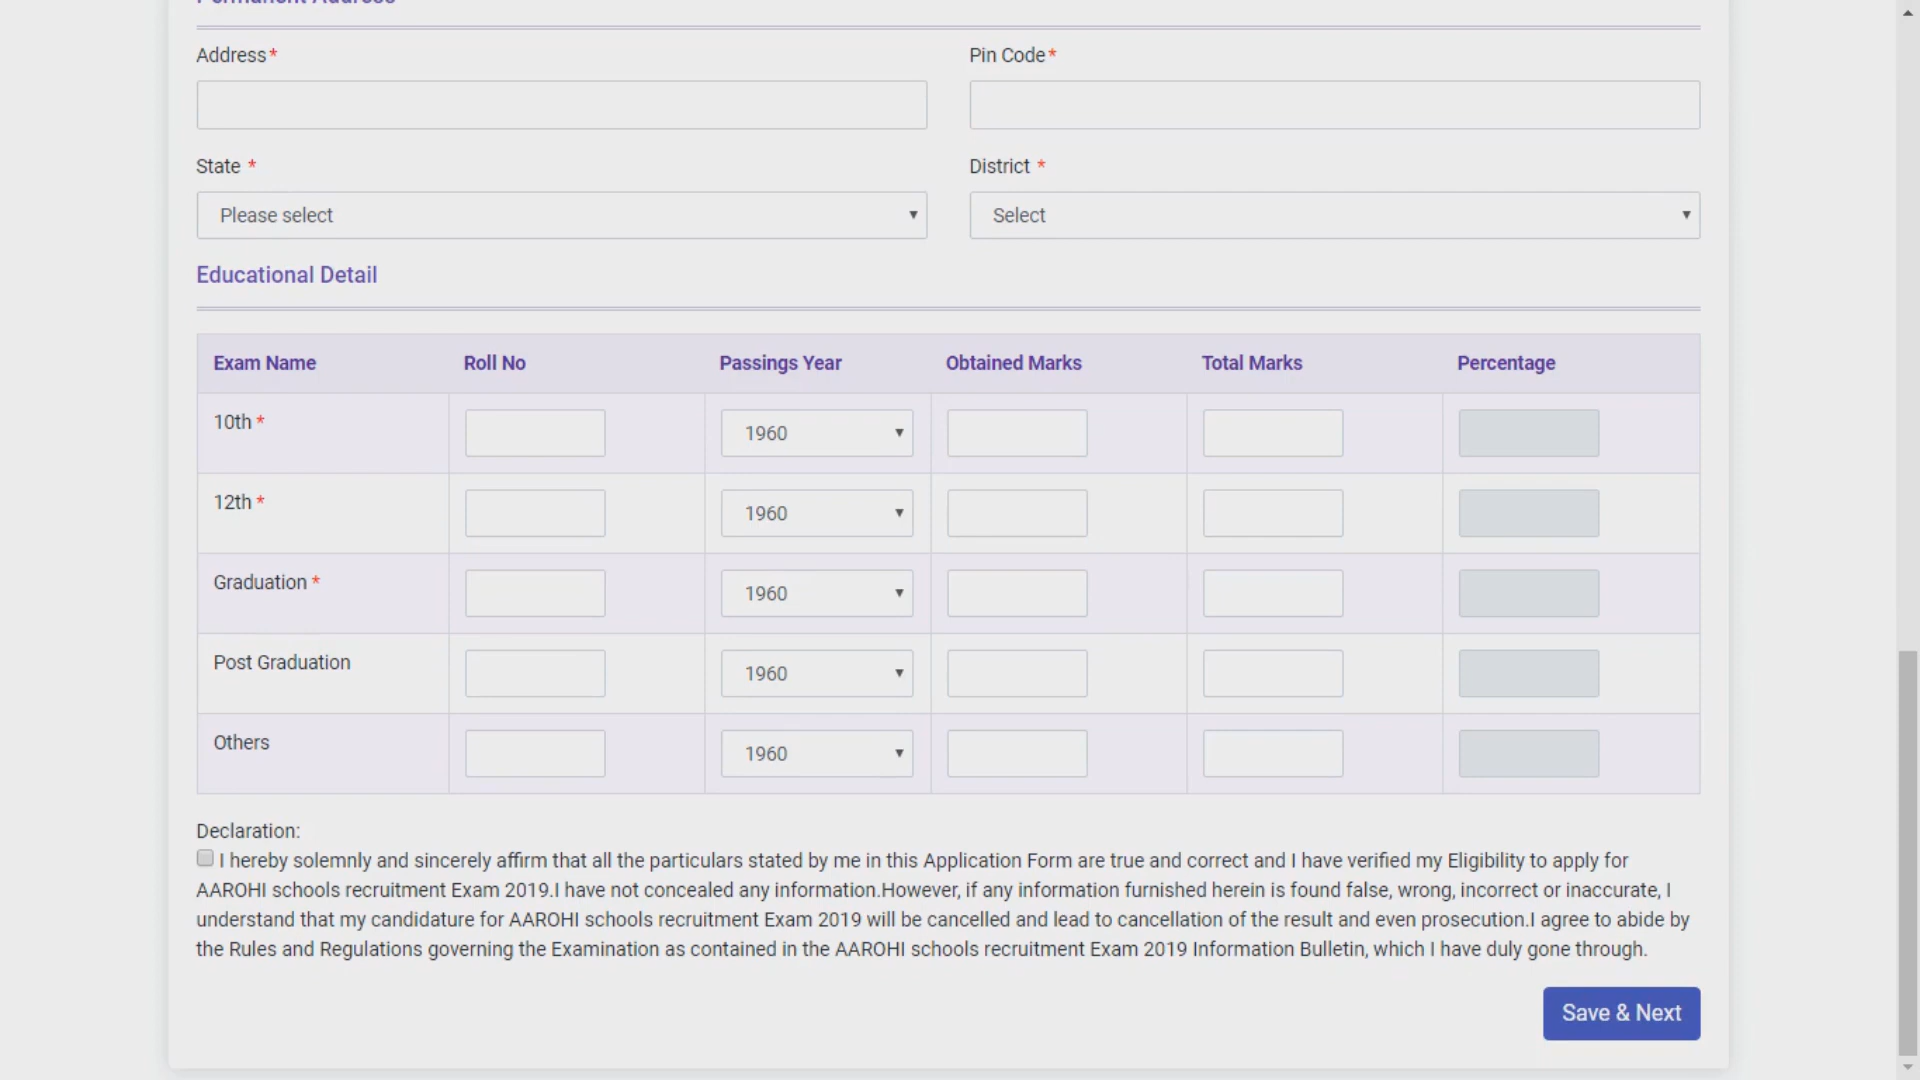 Permanent Address
Address* Pin Code*
State * District *
Please select Select
Educational Detail
Exam Name Roll No Passings Year Obtained Marks Total Marks Percentage
10th * 1960
12th * 1960
Graduation * 1960
Post Graduation 1960
Others 1960
Declaration:
I hereby solemnly and sincerely affirm that all the particulars stated by me in this Application Form are true and correct and I have verified my Eligibility to apply for
AAROHI schools recruitment Exam 2019.I have not concealed any information.However, if any information furnished herein is found false, wrong, incorrect or inaccurate, I
understand that my candidature for AAROHI schools recruitment Exam 2019 will be cancelled and lead to cancellation of the result and even prosecution.I agree to abide by
the Rules and Regulations governing the Examination as contained in the AAROHI schools recruitment Exam 2019 Information Bulletin, which I have duly gone through.
Save & Next